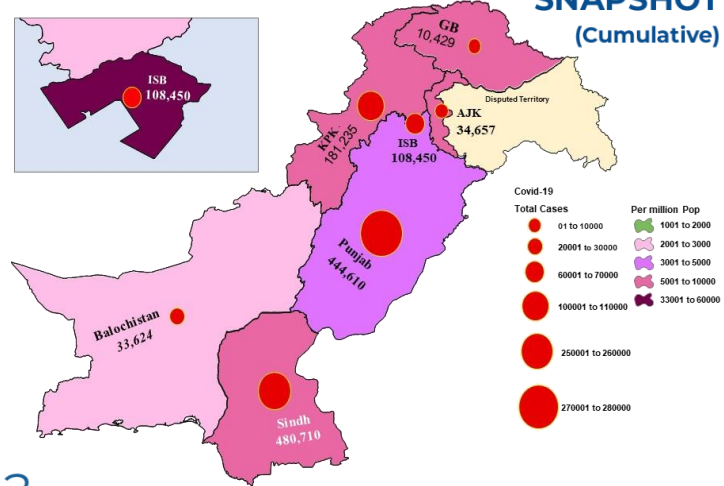 SNAPSHOT
(Cumulative)
ISB
108,450
GB
10,429
Disputed Territory
AJK
34,657
KPK
181,235
ISB
108,450
Punjab
444,610
Balochistan
33,624
Sindh
480,710
Covid-19
Total Cases
01 to 10000
20001 to 30000
60001 to 70000
100001 to 110000
250001 to 260000
270001 to 280000
Per million Pop
1001 to 2000
2001 to 3000
3001 to 5000
5001 to 10000
33001 to 60000